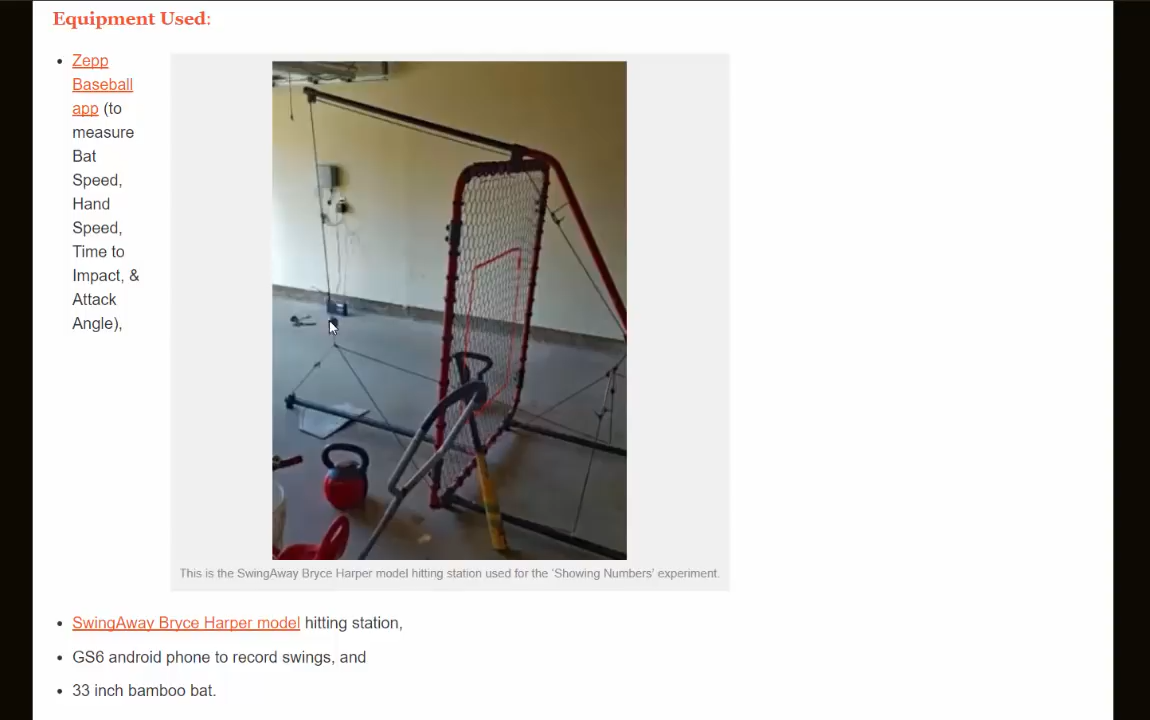 Equipment Used:
Zepp
Baseball
app (to
measure
Bat
Speed,
Hand
Speed,
Time to
Impact, &
Attack
Angle),
This is the SwingAway Bryce Harper model hitting station used for the 'Showing Numbers' experiment.
SwingAway Bryce Harper model hitting station,
GS6 android phone to record swings, and
33 inch bamboo bat.